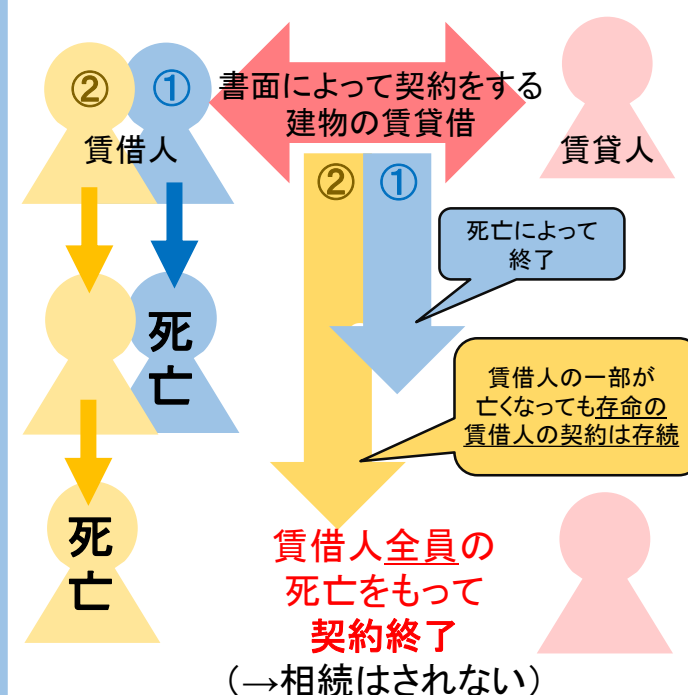 ②
①
賃借人
書面によって契約をする
建物の賃貸借
賃貸人
②
①
死亡によって
終了
死
亡
賃借人の一部が
亡くなっても存命の
賃借人の契約は存続
死
亡
賃借人全員の
死亡をもって
契約終了
(→相続はされない)